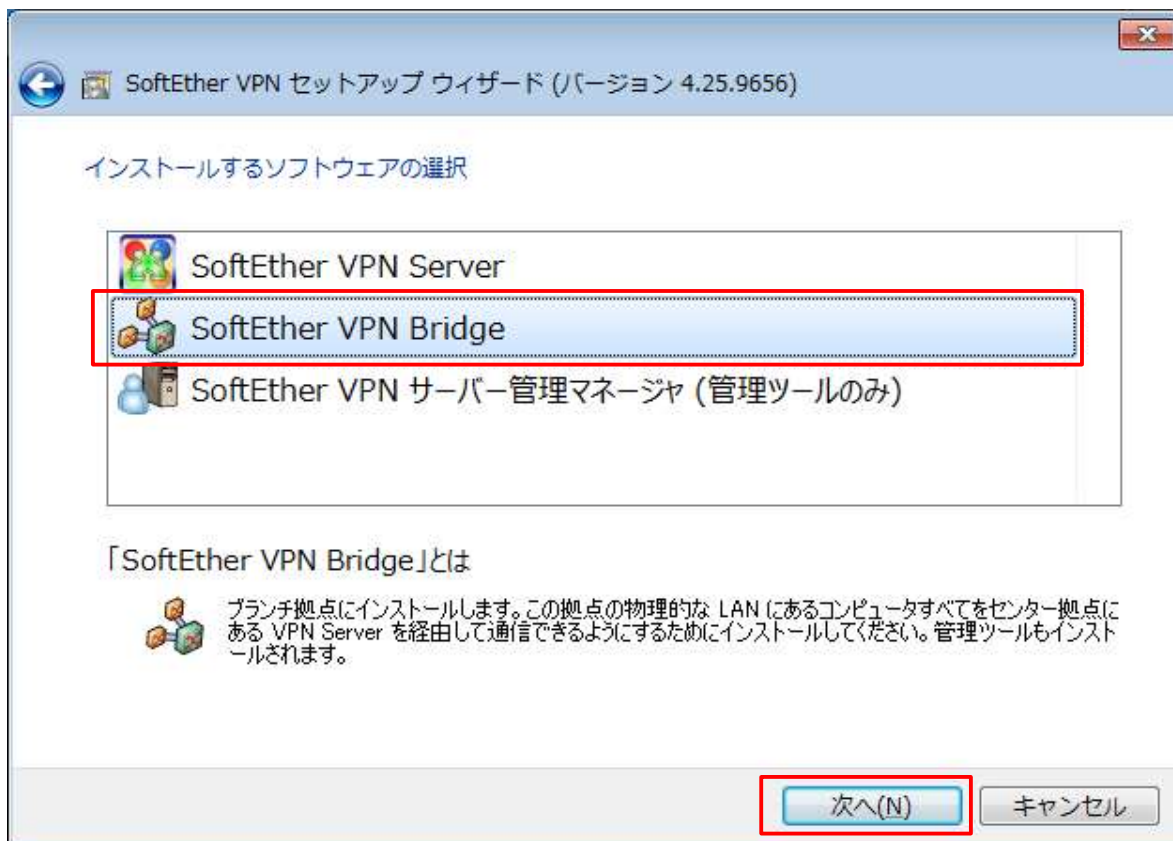 SoftEther VPN セットアップ ウィザード (バージョン 4.25.9656)
インストールするソフトウェアの選択
SoftEther VPN Server
SoftEther VPN Bridge
SoftEther VPN サーバー管理マネージャ (管理ツールのみ)
「SoftEther VPN Bridge」とは
ブランチ拠点にインストールします。この拠点の物理的な LAN にあるコンピュータすべてをセンター拠点に
ある VPN Server を経由して通信できるようにするためにインストールしてください。管理ツールもインスト
ールされます。
次へ(N)
キャンセル